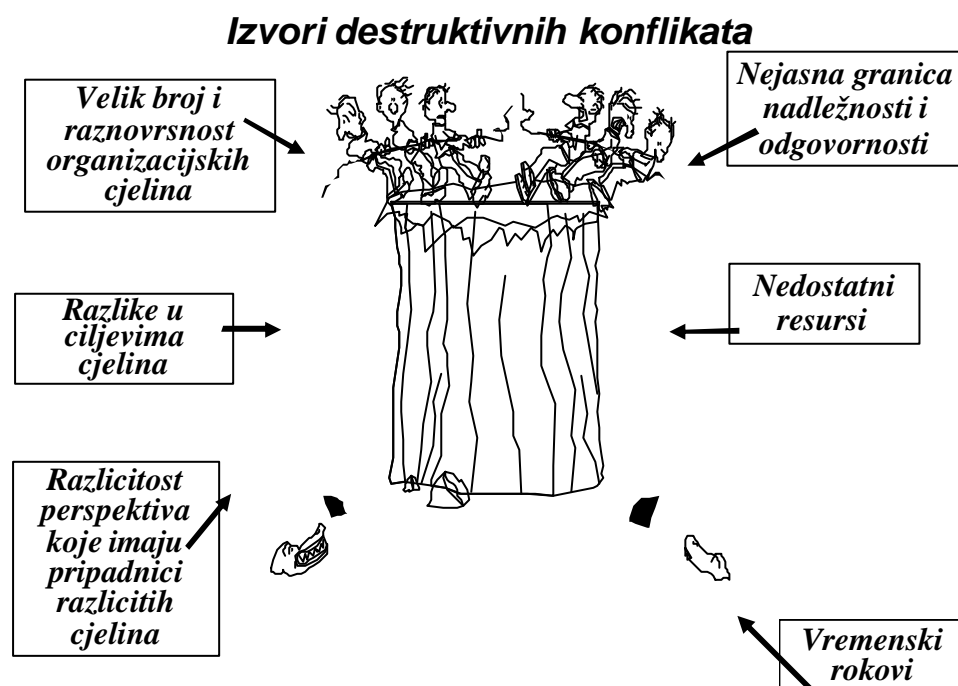 Izvori destruktivnih konflikata
Velik broj i
raznovrsnost
organizacijskih
cjelina
Nejasna granica
nadležnosti i
odgovornosti
Razlike u
ciljevima
cjelina
Nedostatni
resursi
Razlicitost
perspektiva
koje imaju
pripadnici
razlicitih
cjelina
Vremenski
rokovi